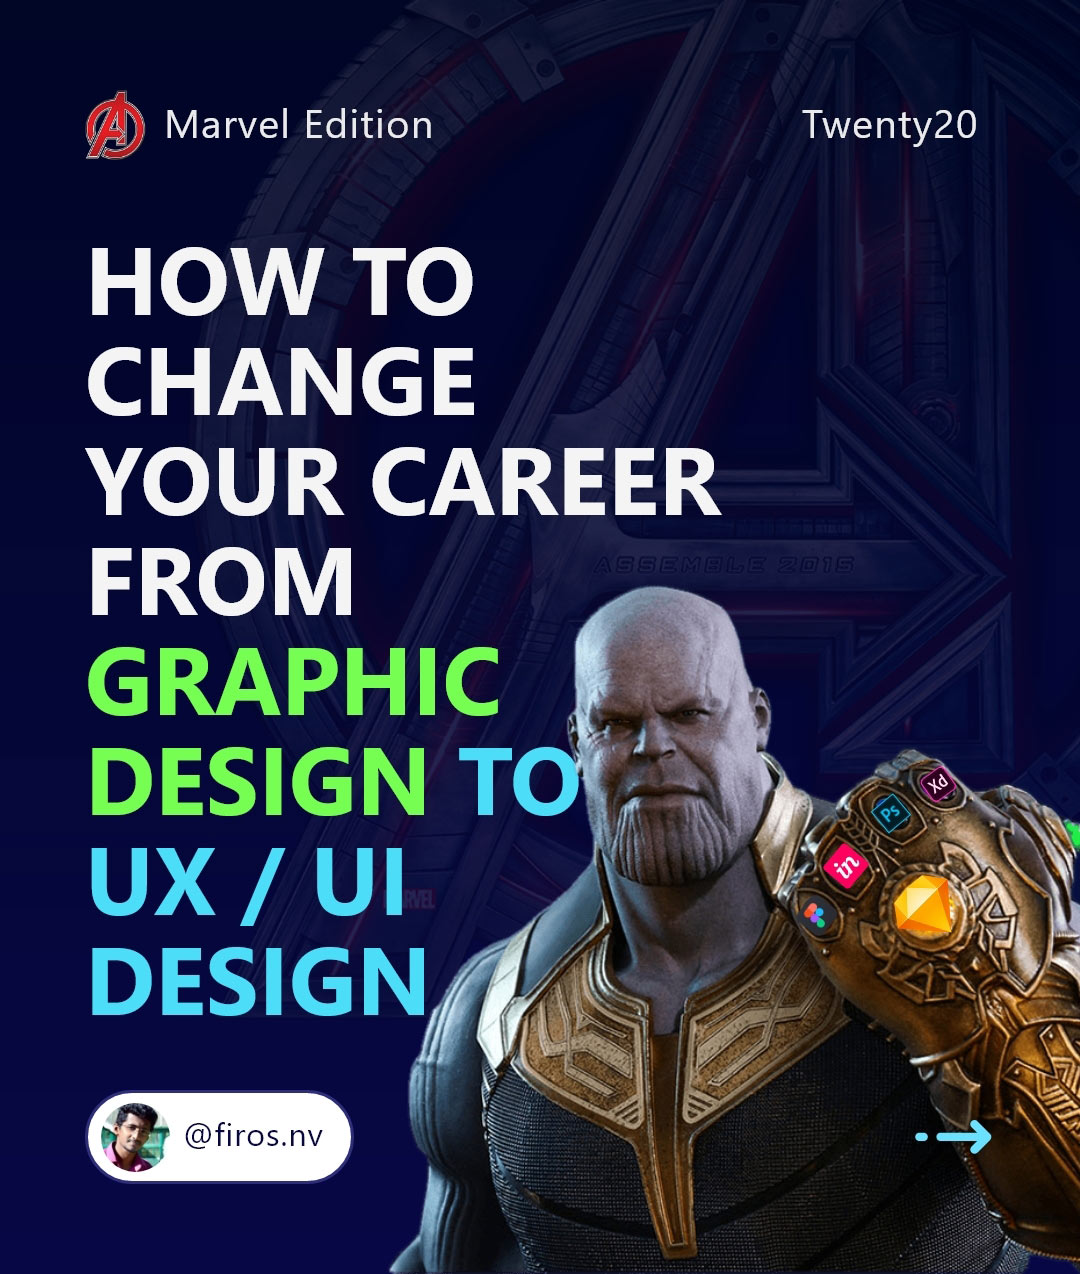 Marvel Edition
Twenty20
HOW TO
CHANGE
YOUR CAREER
FROM
GRAPHIC
DESIGN TO
UX / UI
DESIGN
ASSEMBLE 2015
MARVEL
Xd
Ps
in
@firos.nv